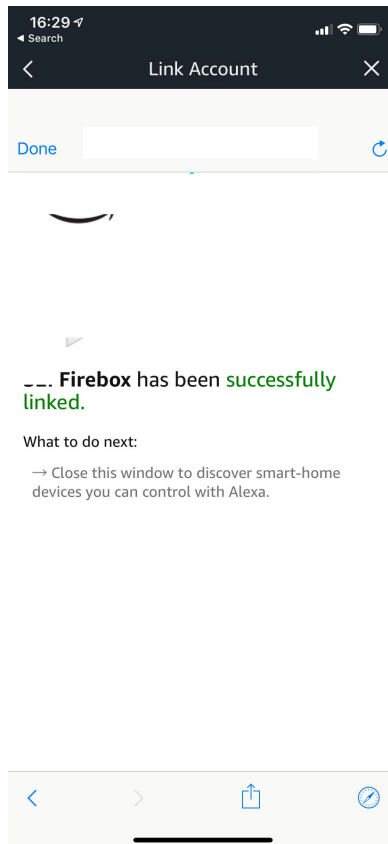 16:29
◀ Search
Link Account
Done
Firebox has been successfully
linked.
What to do next:
→ Close this window to discover smart-home
devices you can control with Alexa.